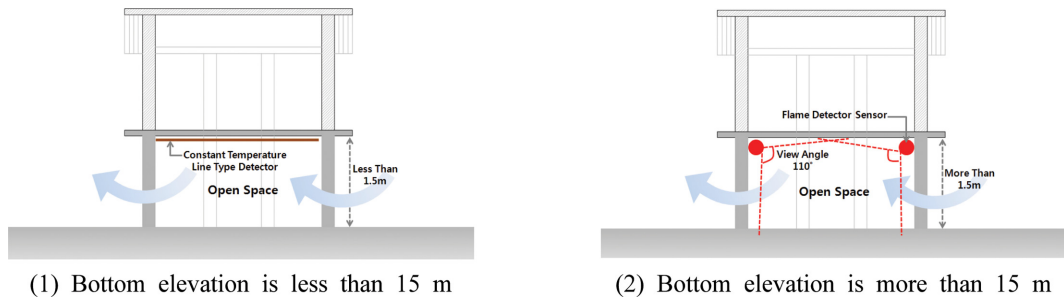 Constant Temperature
Line Type Detector
Less Than
1.5m
Open Space
(1) Bottom elevation is less than 15 m
Flame Detector Sensor
View Angle
110˚
More Than
1.5m
Open Space
(2) Bottom elevation is more than 15 m